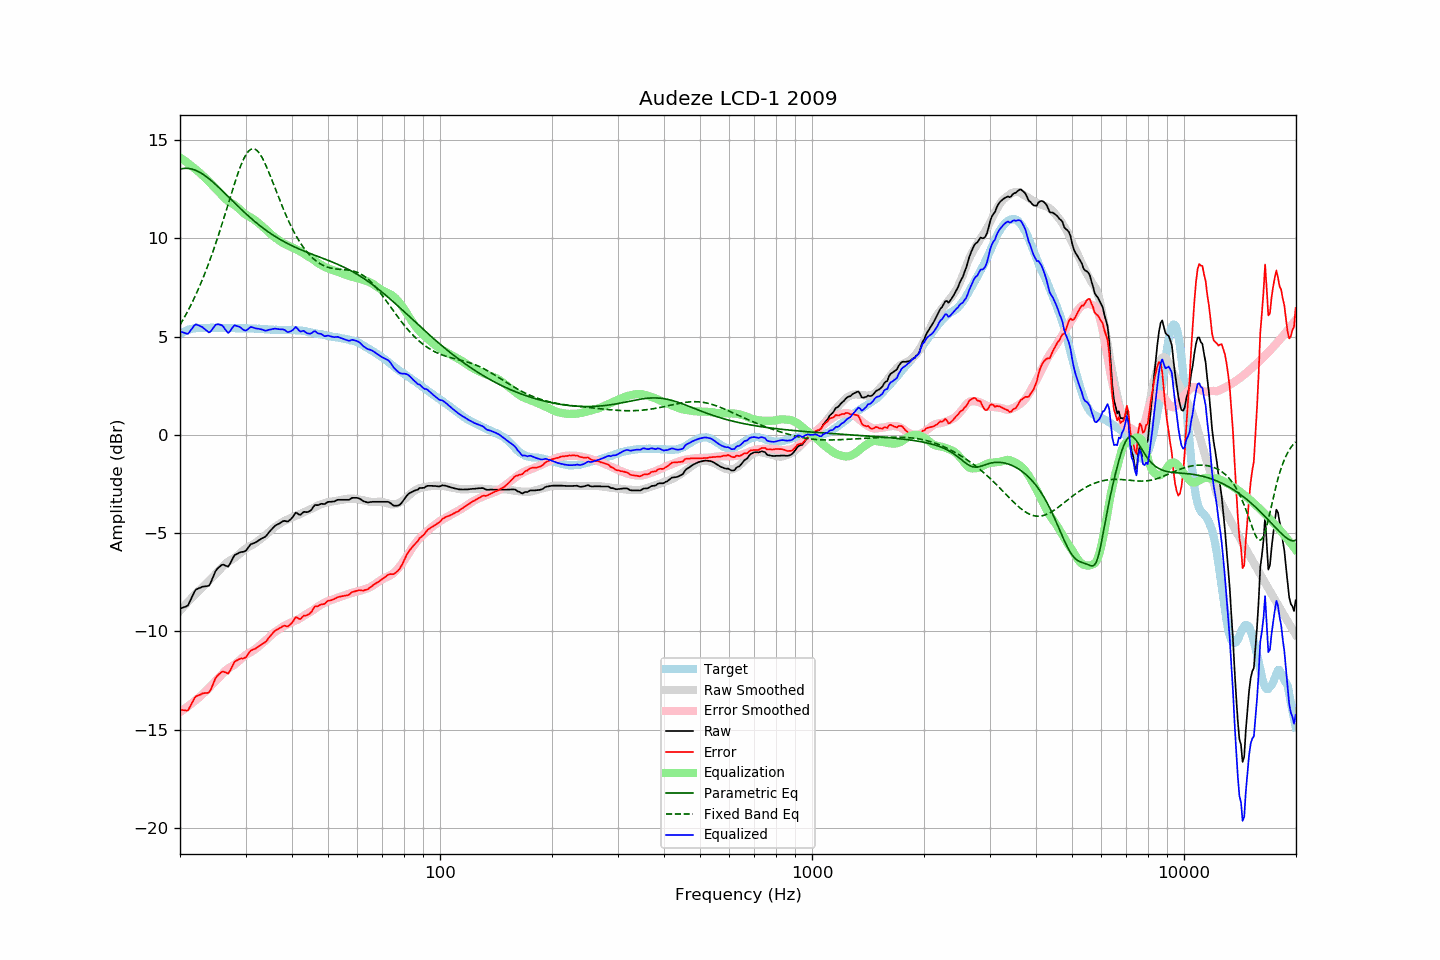 Audeze LCD-1 2009
Amplitude (dBr)
15
10
5
0
−5
−10
−15
−20
Target
Raw Smoothed
Error Smoothed
Raw
Error
Equalization
Parametric Eq
Fixed Band Eq
Equalized
100
1000
10000
Frequency (Hz)